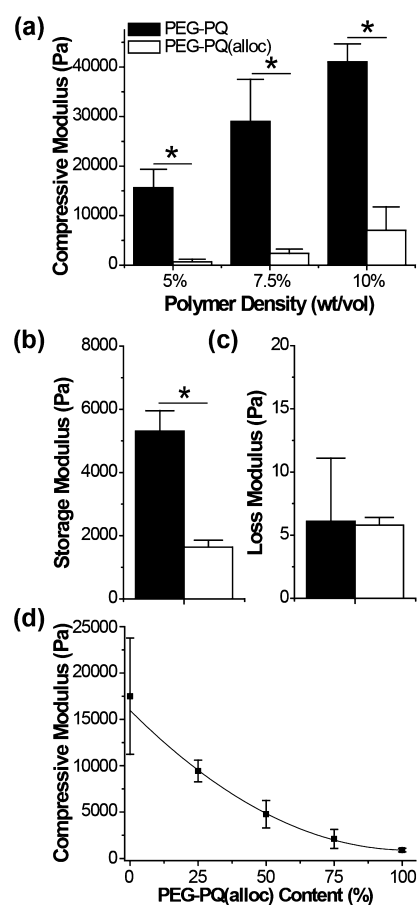 (a)
PEG-PQ
PEG-PQ(alloc)
*
*
*
Compressive Modulus (Pa)
40000
30000
20000
10000
0
5%
7.5%
10%
Polymer Density (wt/vol)
(b)
Storage Modulus (Pa)
8000
6000
4000
2000
0
*
(c)
Loss Modulus (Pa)
20
15
10
5
0
(d)
Compressive Modulus (Pa)
25000
20000
15000
10000
5000
0
0
25
50
75
100
PEG-PQ(alloc) Content (%)